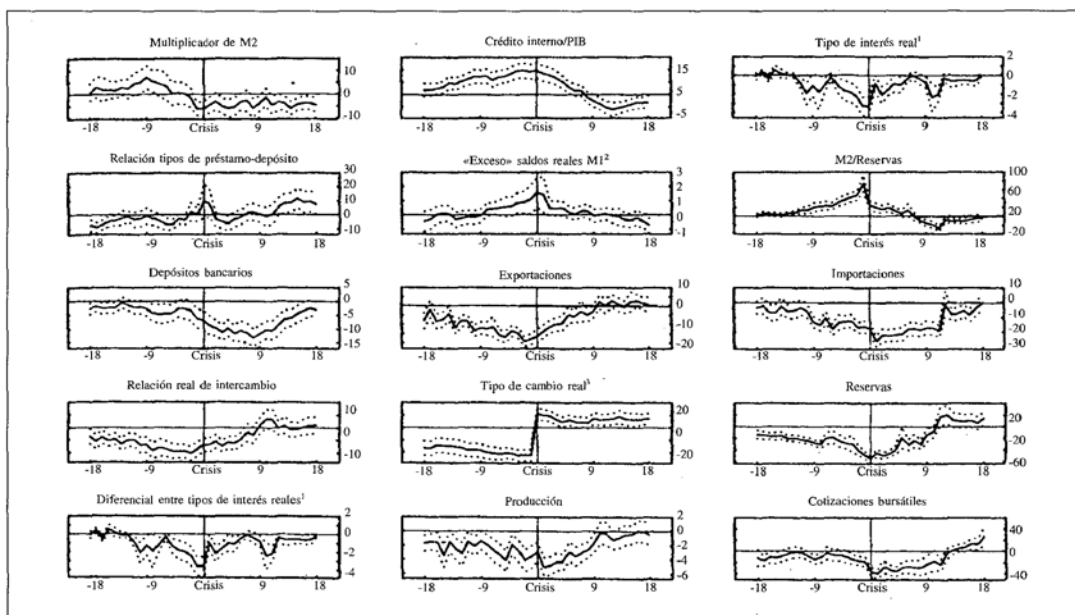 Multiplicador de M2
10
0
-10
-18 -9 Crisis 9 18
Crédito interno/PIB
15
5
-5
-18 -9 Crisis 9 18
Tipo de interés real¹
2
0
-2
-4
-18 -9 Crisis 9 18
Relación tipos de préstamo-depósito
30
20
10
0
-10
-18 -9 Crisis 9 18
«Exceso» saldos reales M1²
3
2
1
0
-1
-18 -9 Crisis 9 18
M2/Reservas
100
60
20
-20
-18 -9 Crisis 9 18
Depósitos bancarios
5
0
-5
-10
-15
-18 -9 Crisis 9 18
Exportaciones
10
0
-10
-20
-18 -9 Crisis 9 18
Importaciones
10
0
-10
-20
-30
-18 -9 Crisis 9 18
Relación real de intercambio
10
0
-10
-18 -9 Crisis 9 18
Tipo de cambio real³
20
0
-20
-18 -9 Crisis 9 18
Reservas
20
-20
-60
-18 -9 Crisis 9 18
Diferencial entre tipos de interés reales¹
2
0
-2
-4
-18 -9 Crisis 9 18
Producción
2
0
-2
-4
-6
-18 -9 Crisis 9 18
Cotizaciones bursátiles
40
0
-40
-18 -9 Crisis 9 18